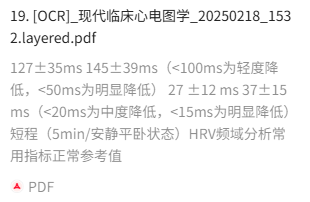 19. [OCR]_现代临床心电图学_20250218_153
2.layered.pdf
127±35ms 145±39ms（<100ms为轻度降
低，<50ms为明显降低） 27 ±12 ms 37±15
ms（<20ms为中度降低，<15ms为明显降低）
短程（5min/安静平卧状态）HRV频域分析常
用指标正常参考值
PDF